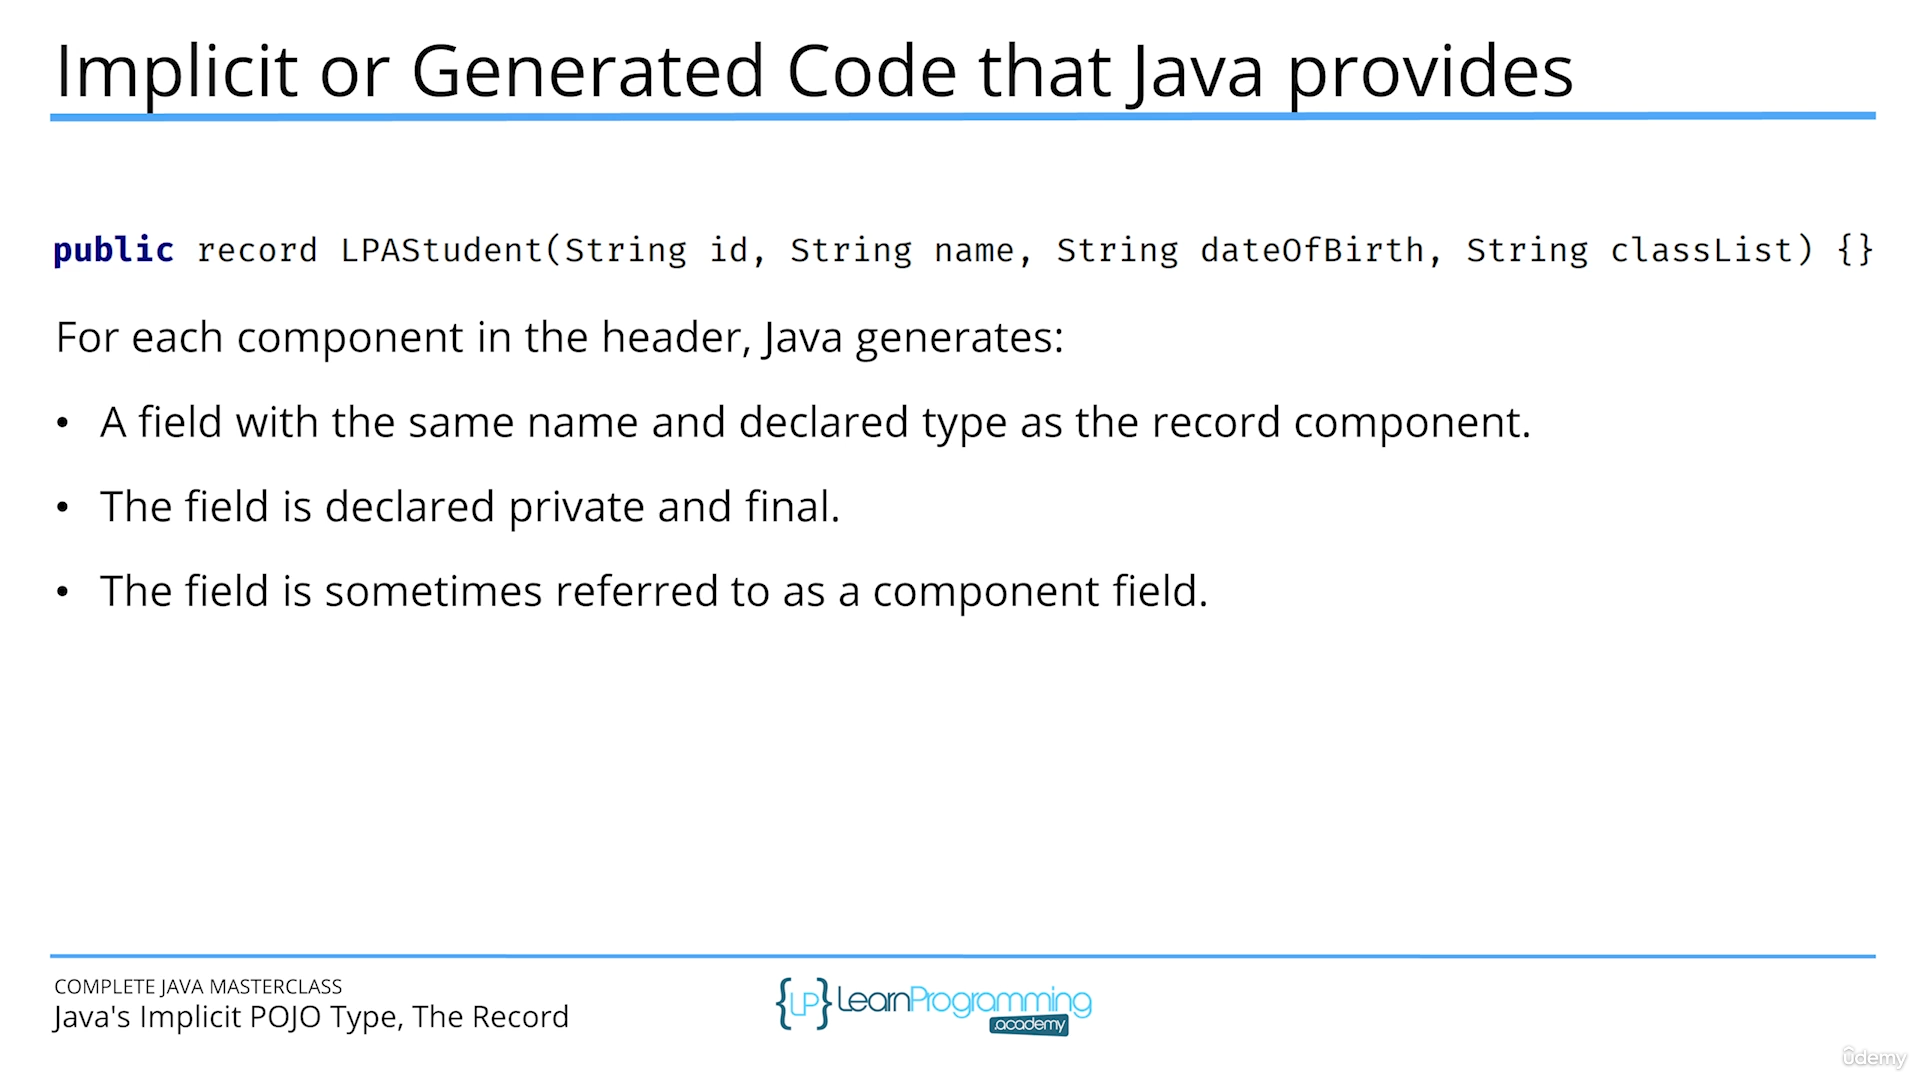 Implicit or Generated Code that Java provides
public record LPAStudent(String id, String name, String dateOfBirth, String classList) {}
For each component in the header, Java generates:
• A field with the same name and declared type as the record component.
• The field is declared private and final.
• The field is sometimes referred to as a component field.
COMPLETE JAVA MASTERCLASS
Java's Implicit POJO Type, The Record
{LP} LearnProgramming
.academy
ûdemy